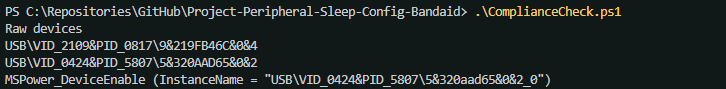 PS C:\Repositories\GitHub\Project-Peripheral-Sleep-Config-Bandaid> .\ComplianceCheck.ps1
Raw devices
USB\VID_2109&PID_0817\9&219FB46C&0&4
USB\VID_0424&PID_5807\5&320AAD65&0&2
MSPower_DeviceEnable (InstanceName = "USB\VID_0424&PID_5807\5&320aad65&0&2_0")